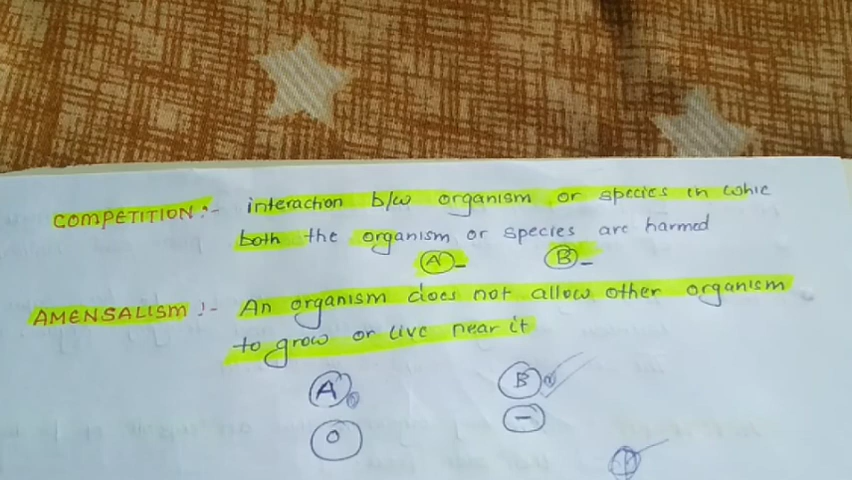 COMPETITION :- interaction b/w organism or species in whic
both the organism or species are harmed
A - B -
AMENSALISM :- An organism does not allow other organism
to grow or live near it
A B
0 -